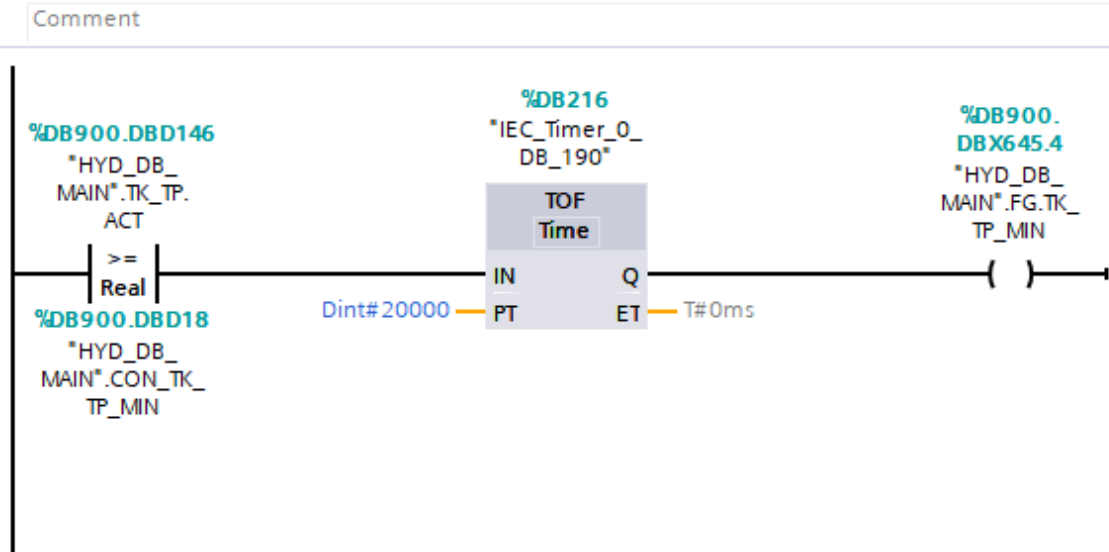 Comment
%DB900.DBD146
"HYD_DB_
MAIN".TK_TP.
ACT
>=
Real
%DB900.DBD18
"HYD_DB_
MAIN".CON_TK_
TP_MIN
%DB216
"IEC_Timer_0_
DB_190"
TOF
Time
IN Q
Dint#20000 PT ET T#0ms
%DB900.
DBX645.4
"HYD_DB_
MAIN".FG.TK_
TP_MIN